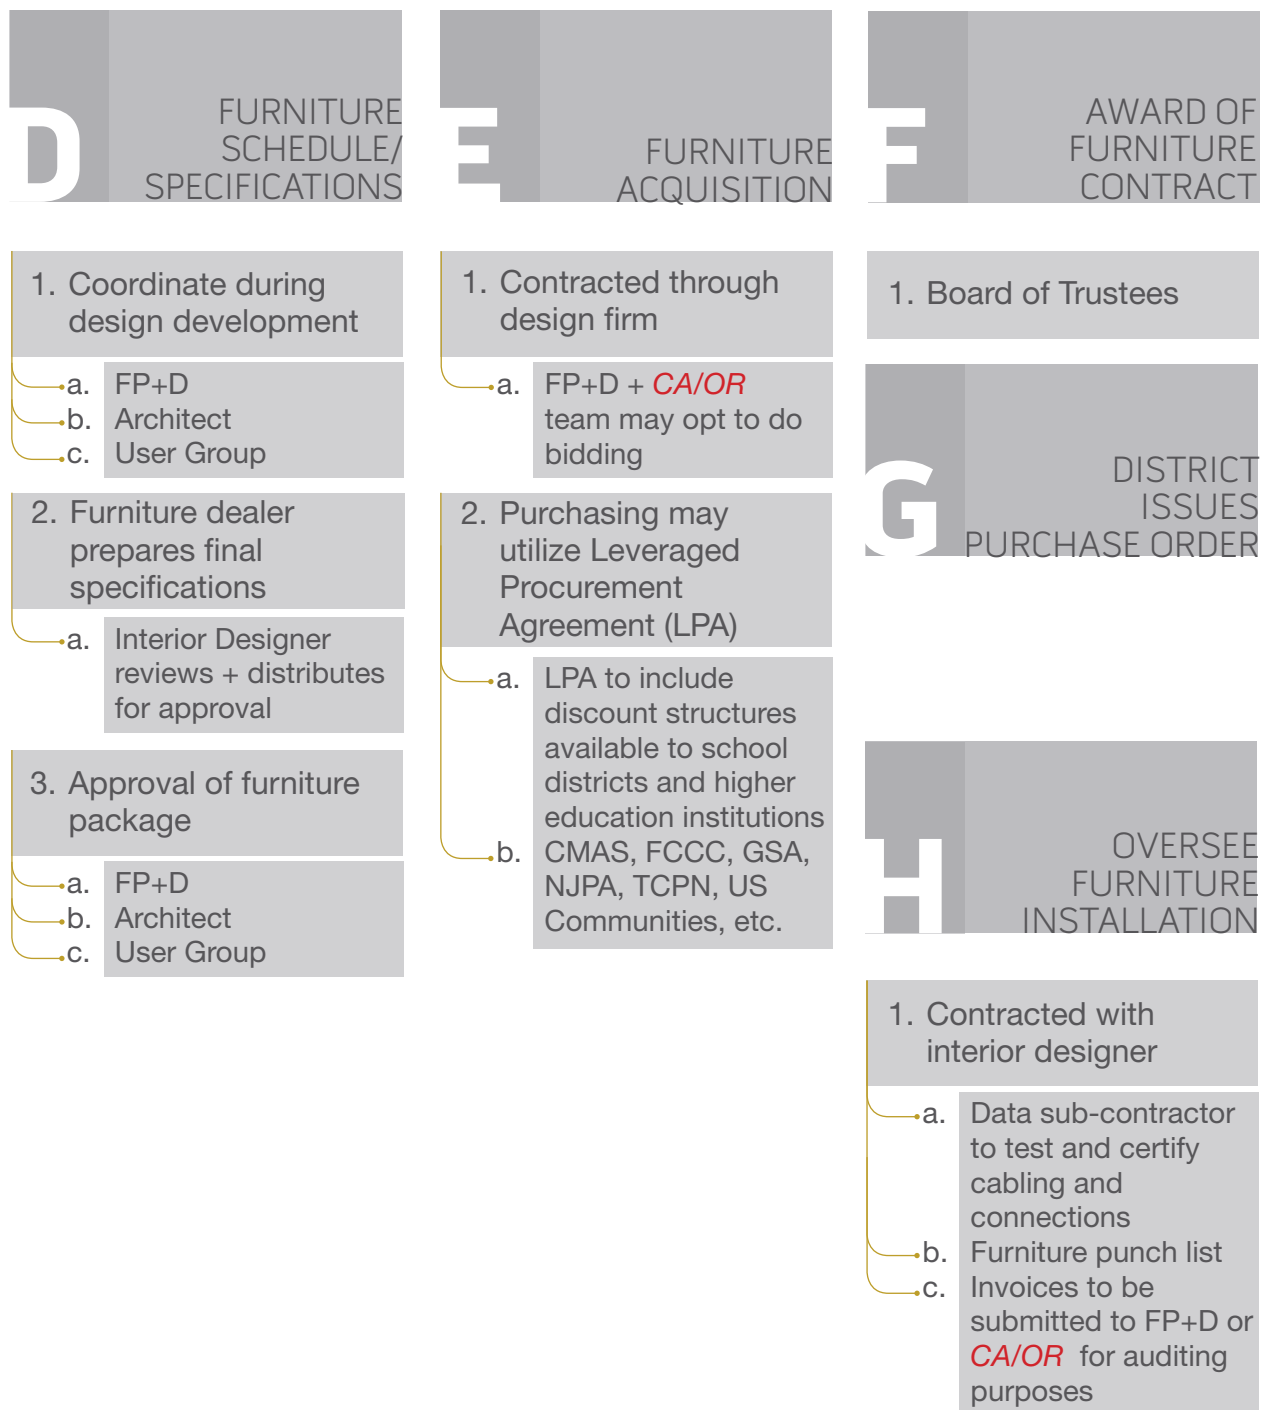 D
FURNITURE
SCHEDULE/
SPECIFICATIONS
1. Coordinate during
design development
a. FP+D
b. Architect
c. User Group
2. Furniture dealer
prepares final
specifications
a. Interior Designer
reviews + distributes
for approval
3. Approval of furniture
package
a. FP+D
b. Architect
c. User Group
E
FURNITURE
ACQUISITION
1. Contracted through
design firm
a. FP+D + CA/OR
team may opt to do
bidding
2. Purchasing may
utilize Leveraged
Procurement
Agreement (LPA)
a. LPA to include
discount structures
available to school
districts and higher
education institutions
b. CMAS, FCCC, GSA,
NJPA, TCPN, US
Communities, etc.
F
AWARD OF
FURNITURE
CONTRACT
1. Board of Trustees
G
DISTRICT
ISSUES
PURCHASE ORDER
H
OVERSEE
FURNITURE
INSTALLATION
1. Contracted with
interior designer
a. Data sub-contractor
to test and certify
cabling and
connections
b. Furniture punch list
c. Invoices to be
submitted to FP+D or
CA/OR for auditing
purposes